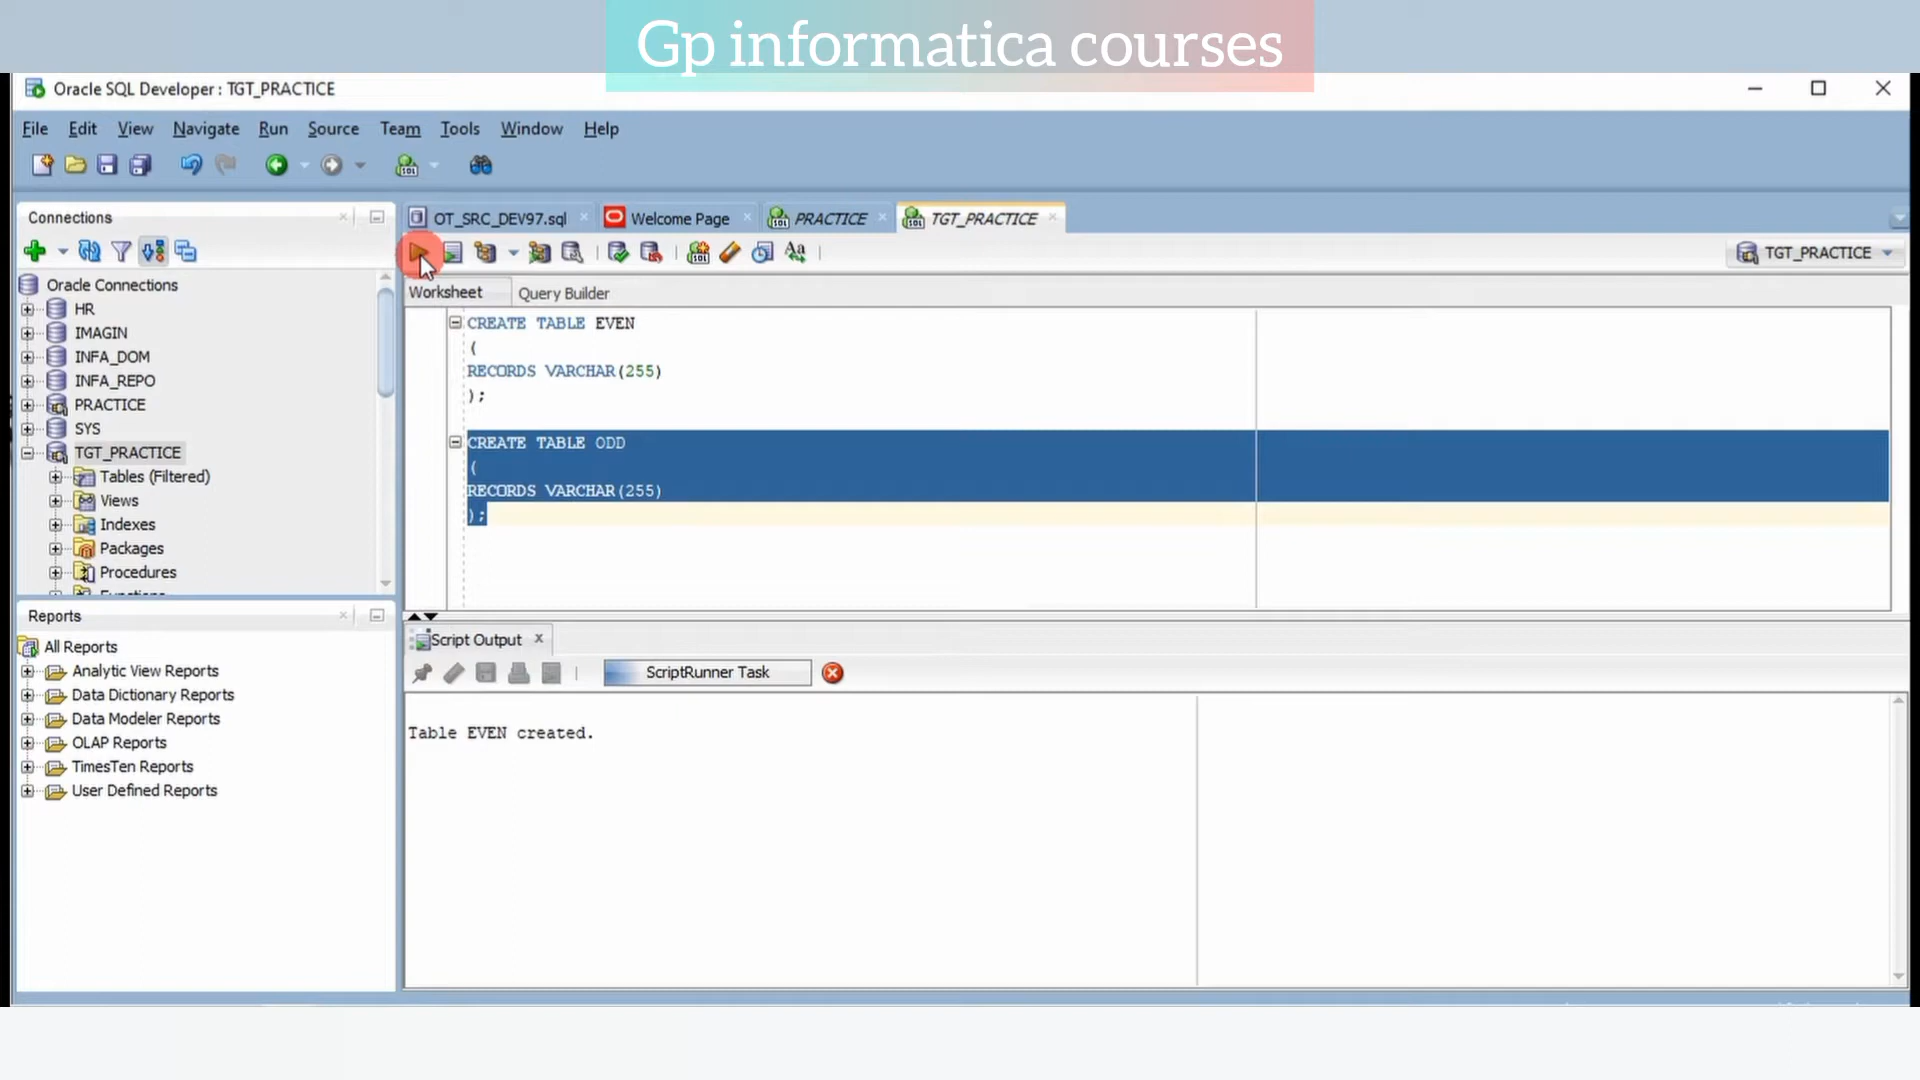 Gp informatica courses
Oracle SQL Developer : TGT_PRACTICE
File Edit View Navigate Run Source Team Tools Window Help
Connections
OT_SRC_DEV97.sql
Welcome Page
PRACTICE
TGT_PRACTICE
TGT_PRACTICE
Oracle Connections
HR
IMAGIN
INFA_DOM
INFA_REPO
PRACTICE
SYS
TGT_PRACTICE
Tables (Filtered)
Views
Indexes
Packages
Procedures
Worksheet
Query Builder
CREATE TABLE EVEN
(
RECORDS VARCHAR(255)
);
CREATE TABLE ODD
(
RECORDS VARCHAR(255)
);
Reports
All Reports
Analytic View Reports
Data Dictionary Reports
Data Modeler Reports
OLAP Reports
TimesTen Reports
User Defined Reports
Script Output
ScriptRunner Task
Table EVEN created.